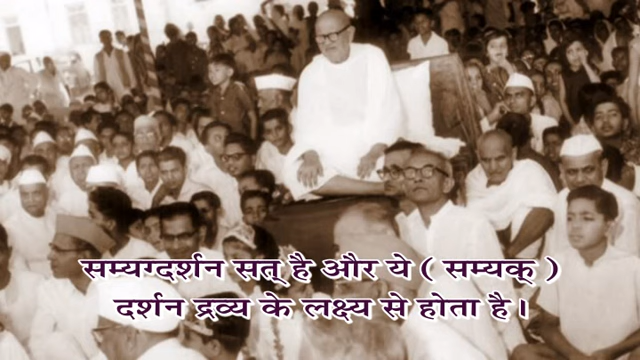 सम्यग्दर्शन सत् है और ये ( सम्यक् )
दर्शन द्रव्य के लक्ष्य से होता है।